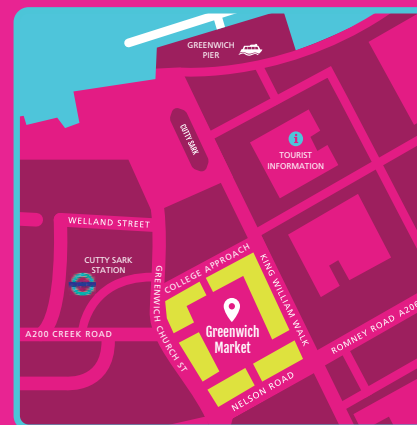 GREENWICH
PIER
CUTTY SARK
i
TOURIST
INFORMATION
WELLAND STREET
CUTTY SARK
STATION
COLLEGE APPROACH
KING WILLIAM WALK
GREENWICH CHURCH ST
Greenwich
Market
A200 CREEK ROAD
ROMNEY ROAD A206
NELSON ROAD